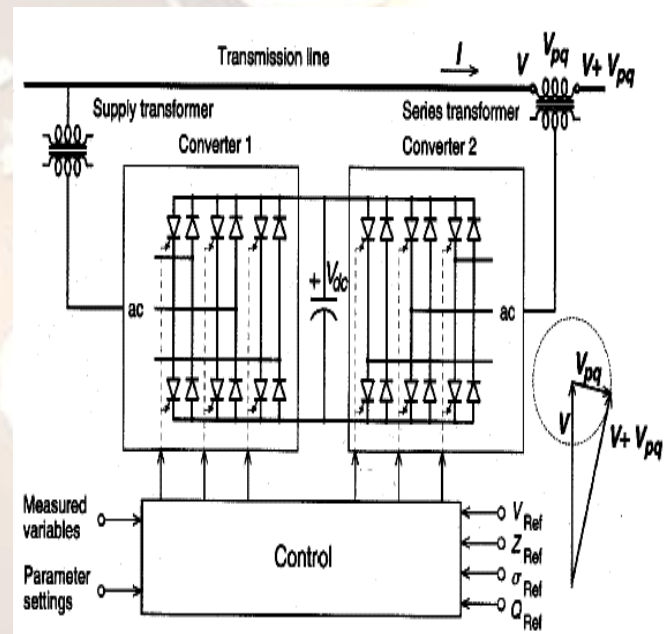 Transmission line
I
V
Vpq
V+ Vpq
Supply transformer
Series transformer
Converter 1
Converter 2
+
Vdc
ac
ac
Vpq
V
V+ Vpq
Measured
variables
Parameter
settings
Control
VRef
ZRef
σRef
QRef